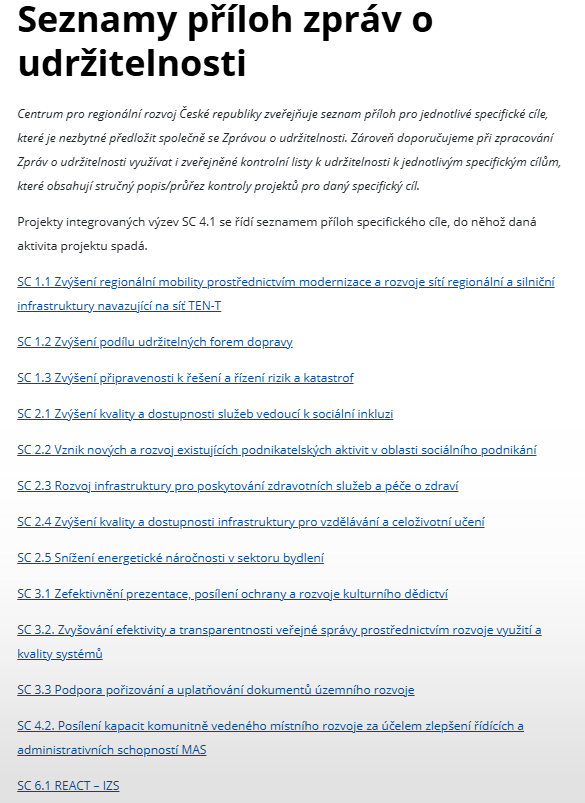 Seznamy příloh zpráv o
udržitelnosti
Centrum pro regionální rozvoj České republiky zveřejňuje seznam příloh pro jednotlivé specifické cíle,
které je nezbytné předložit společně se Zprávou o udržitelnosti. Zároveň doporučujeme při zpracování
Zpráv o udržitelnosti využívat i zveřejněné kontrolní listy k udržitelnosti k jednotlivým specifickým cílům,
které obsahují stručný popis/průřez kontroly projektů pro daný specifický cíl.
Projekty integrovaných výzev SC 4.1 se řídí seznamem příloh specifického cíle, do něhož daná
aktivita projektu spadá.
SC 1.1 Zvýšení regionální mobility prostřednictvím modernizace a rozvoje sítí regionální a silniční
infrastruktury navazující na síť TEN-T
SC 1.2 Zvýšení podílu udržitelných forem dopravy
SC 1.3 Zvýšení připravenosti k řešení a řízení rizik a katastrof
SC 2.1 Zvýšení kvality a dostupnosti služeb vedoucí k sociální inkluzi
SC 2.2 Vznik nových a rozvoj existujících podnikatelských aktivit v oblasti sociálního podnikání
SC 2.3 Rozvoj infrastruktury pro poskytování zdravotních služeb a péče o zdraví
SC 2.4 Zvýšení kvality a dostupnosti infrastruktury pro vzdělávání a celoživotní učení
SC 2.5 Snížení energetické náročnosti v sektoru bydlení
SC 3.1 Zefektivnění prezentace, posílení ochrany a rozvoje kulturního dědictví
SC 3.2. Zvyšování efektivity a transparentnosti veřejné správy prostřednictvím rozvoje využití a
kvality systémů
SC 3.3 Podpora pořizování a uplatňování dokumentů územního rozvoje
SC 4.2. Posílení kapacit komunitně vedeného místního rozvoje za účelem zlepšení řídících a
administrativních schopností MAS
SC 6.1 REACT – IZS